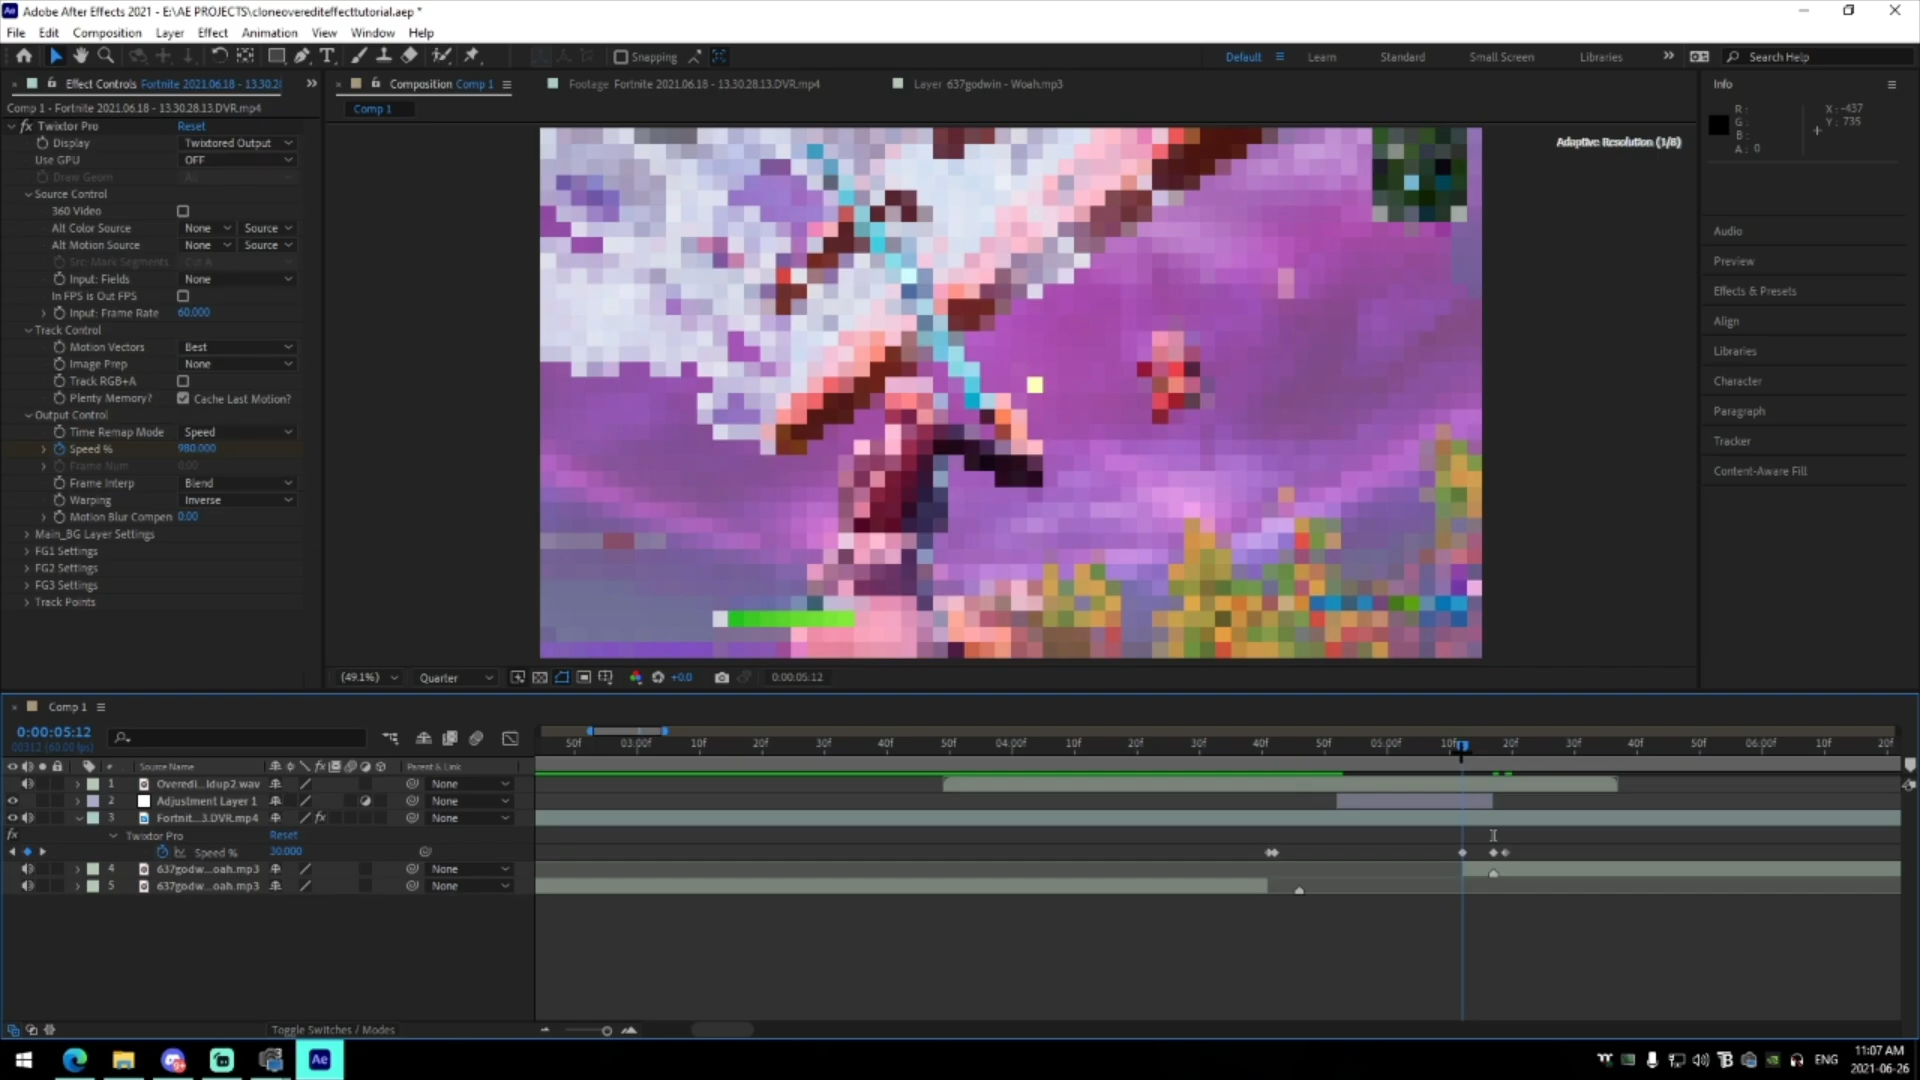 Adobe After Effects 2021 - E:\AE PROJECTS\cloneoverediteffecttutorial.aep *
File Edit Composition Layer Effect Animation View Window Help
Snapping
Default Learn Standard Small Screen Libraries Search Help
Effect Controls Fortnite 2021.06.18 - 13.30.2
Composition Comp 1
Footage Fortnite 2021.06.18 - 13.30.28.13.DVR.mp4
Layer 637godwin - Woah.mp3
Info
Comp 1 - Fortnite 2021.06.18 - 13.30.28.13.DVR.mp4
Comp 1
R:
G:
B:
A: 0
X: -437
Y: 735
fx Twixtor Pro Reset
Display Twixtored Output
Use GPU OFF
Draw Geom All
Source Control
360 Video
Alt Color Source None Source
Alt Motion Source None Source
Src: Mark Segments Cut A
Input: Fields None
In FPS is Out FPS
Input: Frame Rate 60.000
Track Control
Motion Vectors Best
Image Prep None
Track RGB+A
Plenty Memory? Cache Last Motion?
Output Control
Time Remap Mode Speed
Speed % 980.000
Frame Num 0.00
Frame Interp Blend
Warping Inverse
Motion Blur Compen 0.00
Main_BG Layer Settings
FG1 Settings
FG2 Settings
FG3 Settings
Track Points
Adaptive Resolution (1/8)
Audio
Preview
Effects & Presets
Align
Libraries
Character
Paragraph
Tracker
Content-Aware Fill
(49.1%) Quarter +0.0 0:00:05:12
Comp 1
0:00:05:12
00312 (60.00 fps)
50f 03:00f 10f 20f 30f 40f 50f 04:00f 10f 20f 30f 40f 50f 05:00f 10f 20f 30f 40f 50f 06:00f 10f 20f
# Source Name fx Parent & Link
1 Overedi...ldup2.wav None
2 Adjustment Layer 1 None
3 Fortnit...3.DVR.mp4 fx None
fx Twixtor Pro Reset
Speed % 30.000
4 637godw...oah.mp3 None
5 637godw...oah.mp3 None
Toggle Switches / Modes
Ae
ENG
11:07 AM
2021-06-26